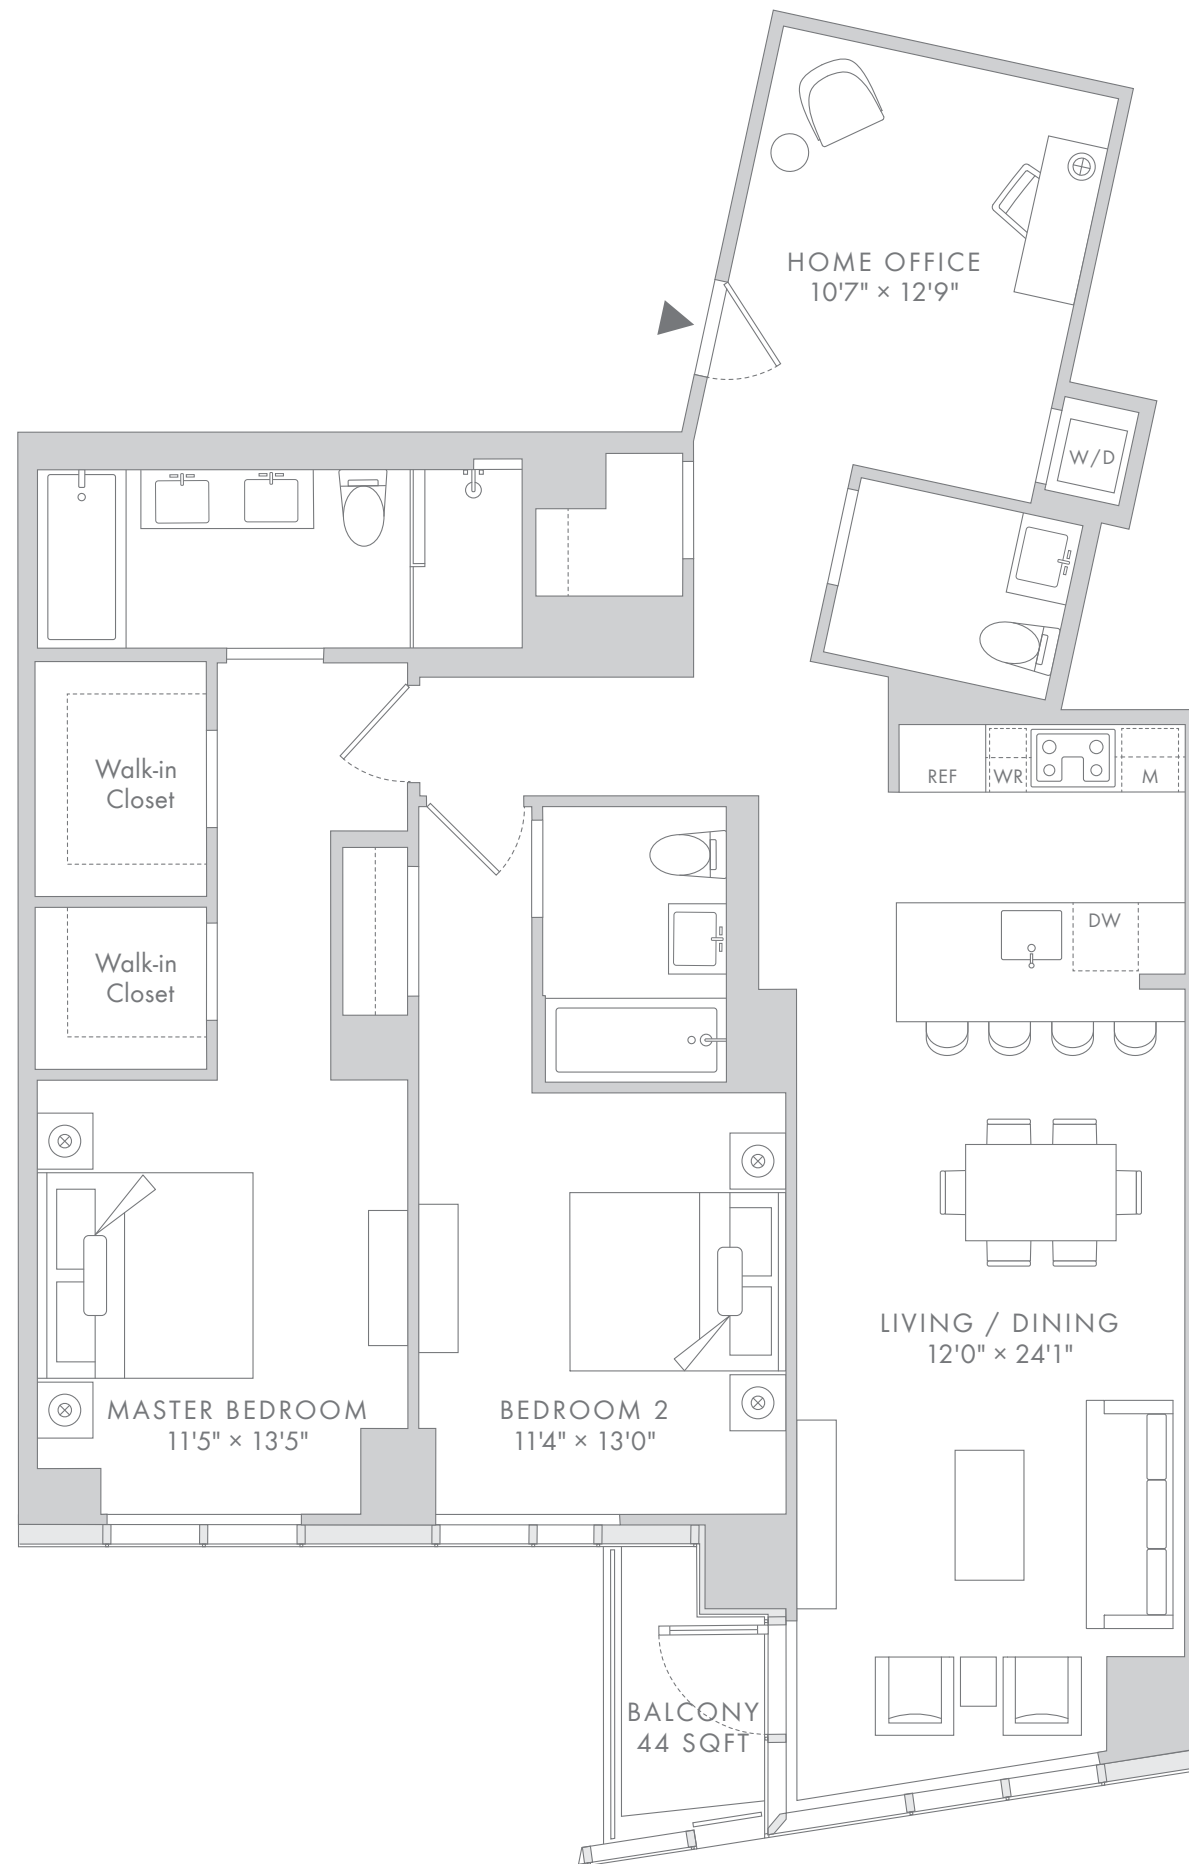 HOME OFFICE
10'7" × 12'9"
W/D
REF
WR
M
Walk-in
Closet
DW
Walk-in
Closet
LIVING / DINING
12'0" × 24'1"
MASTER BEDROOM
11'5" × 13'5"
BEDROOM 2
11'4" × 13'0"
BALCONY
44 SQFT